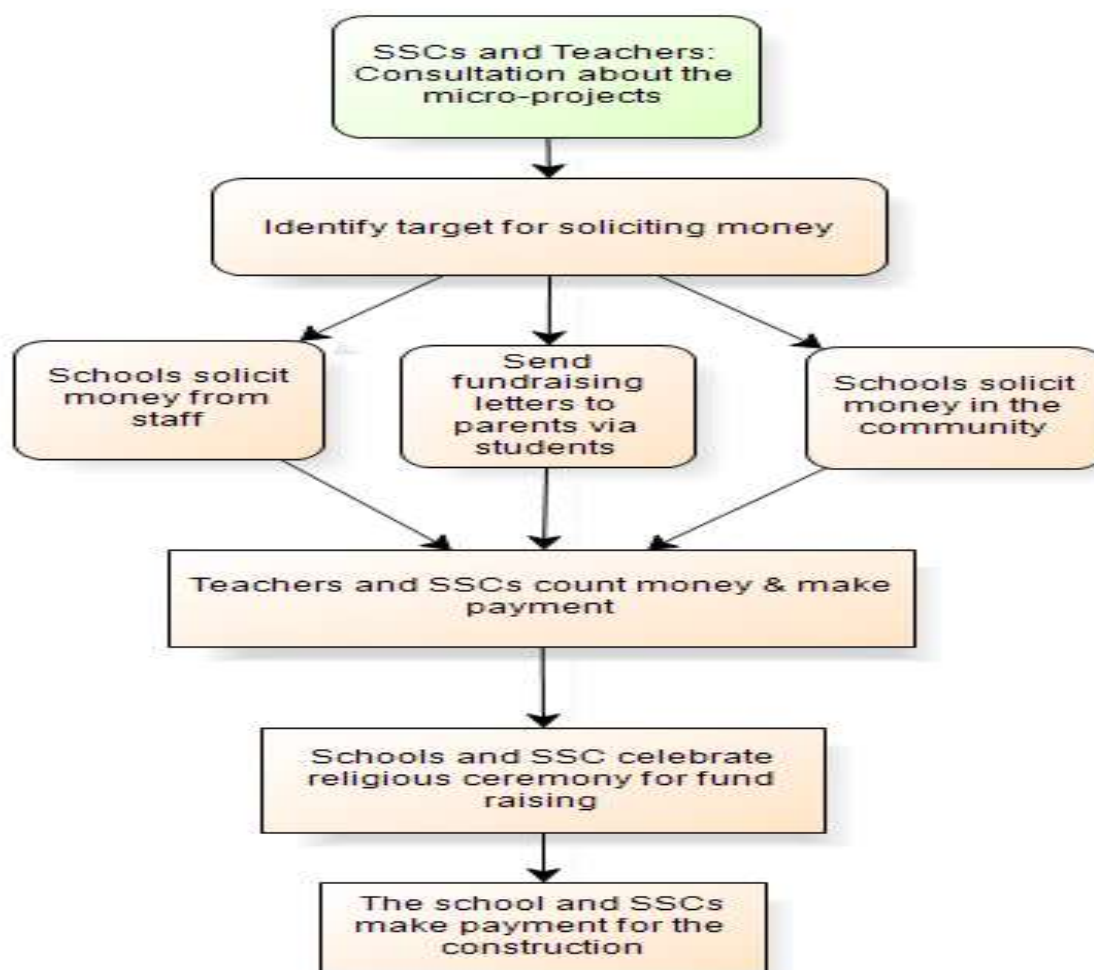 SSCs and Teachers:
Consultation about the
micro-projects
Identify target for soliciting money
Schools solicit
money from
staff
Send
fundraising
letters to
parents via
students
Schools solicit
money in the
community
Teachers and SSCs count money & make
payment
Schools and SSC celebrate
religious ceremony for fund
raising
The school and SSCs
make payment for the
construction